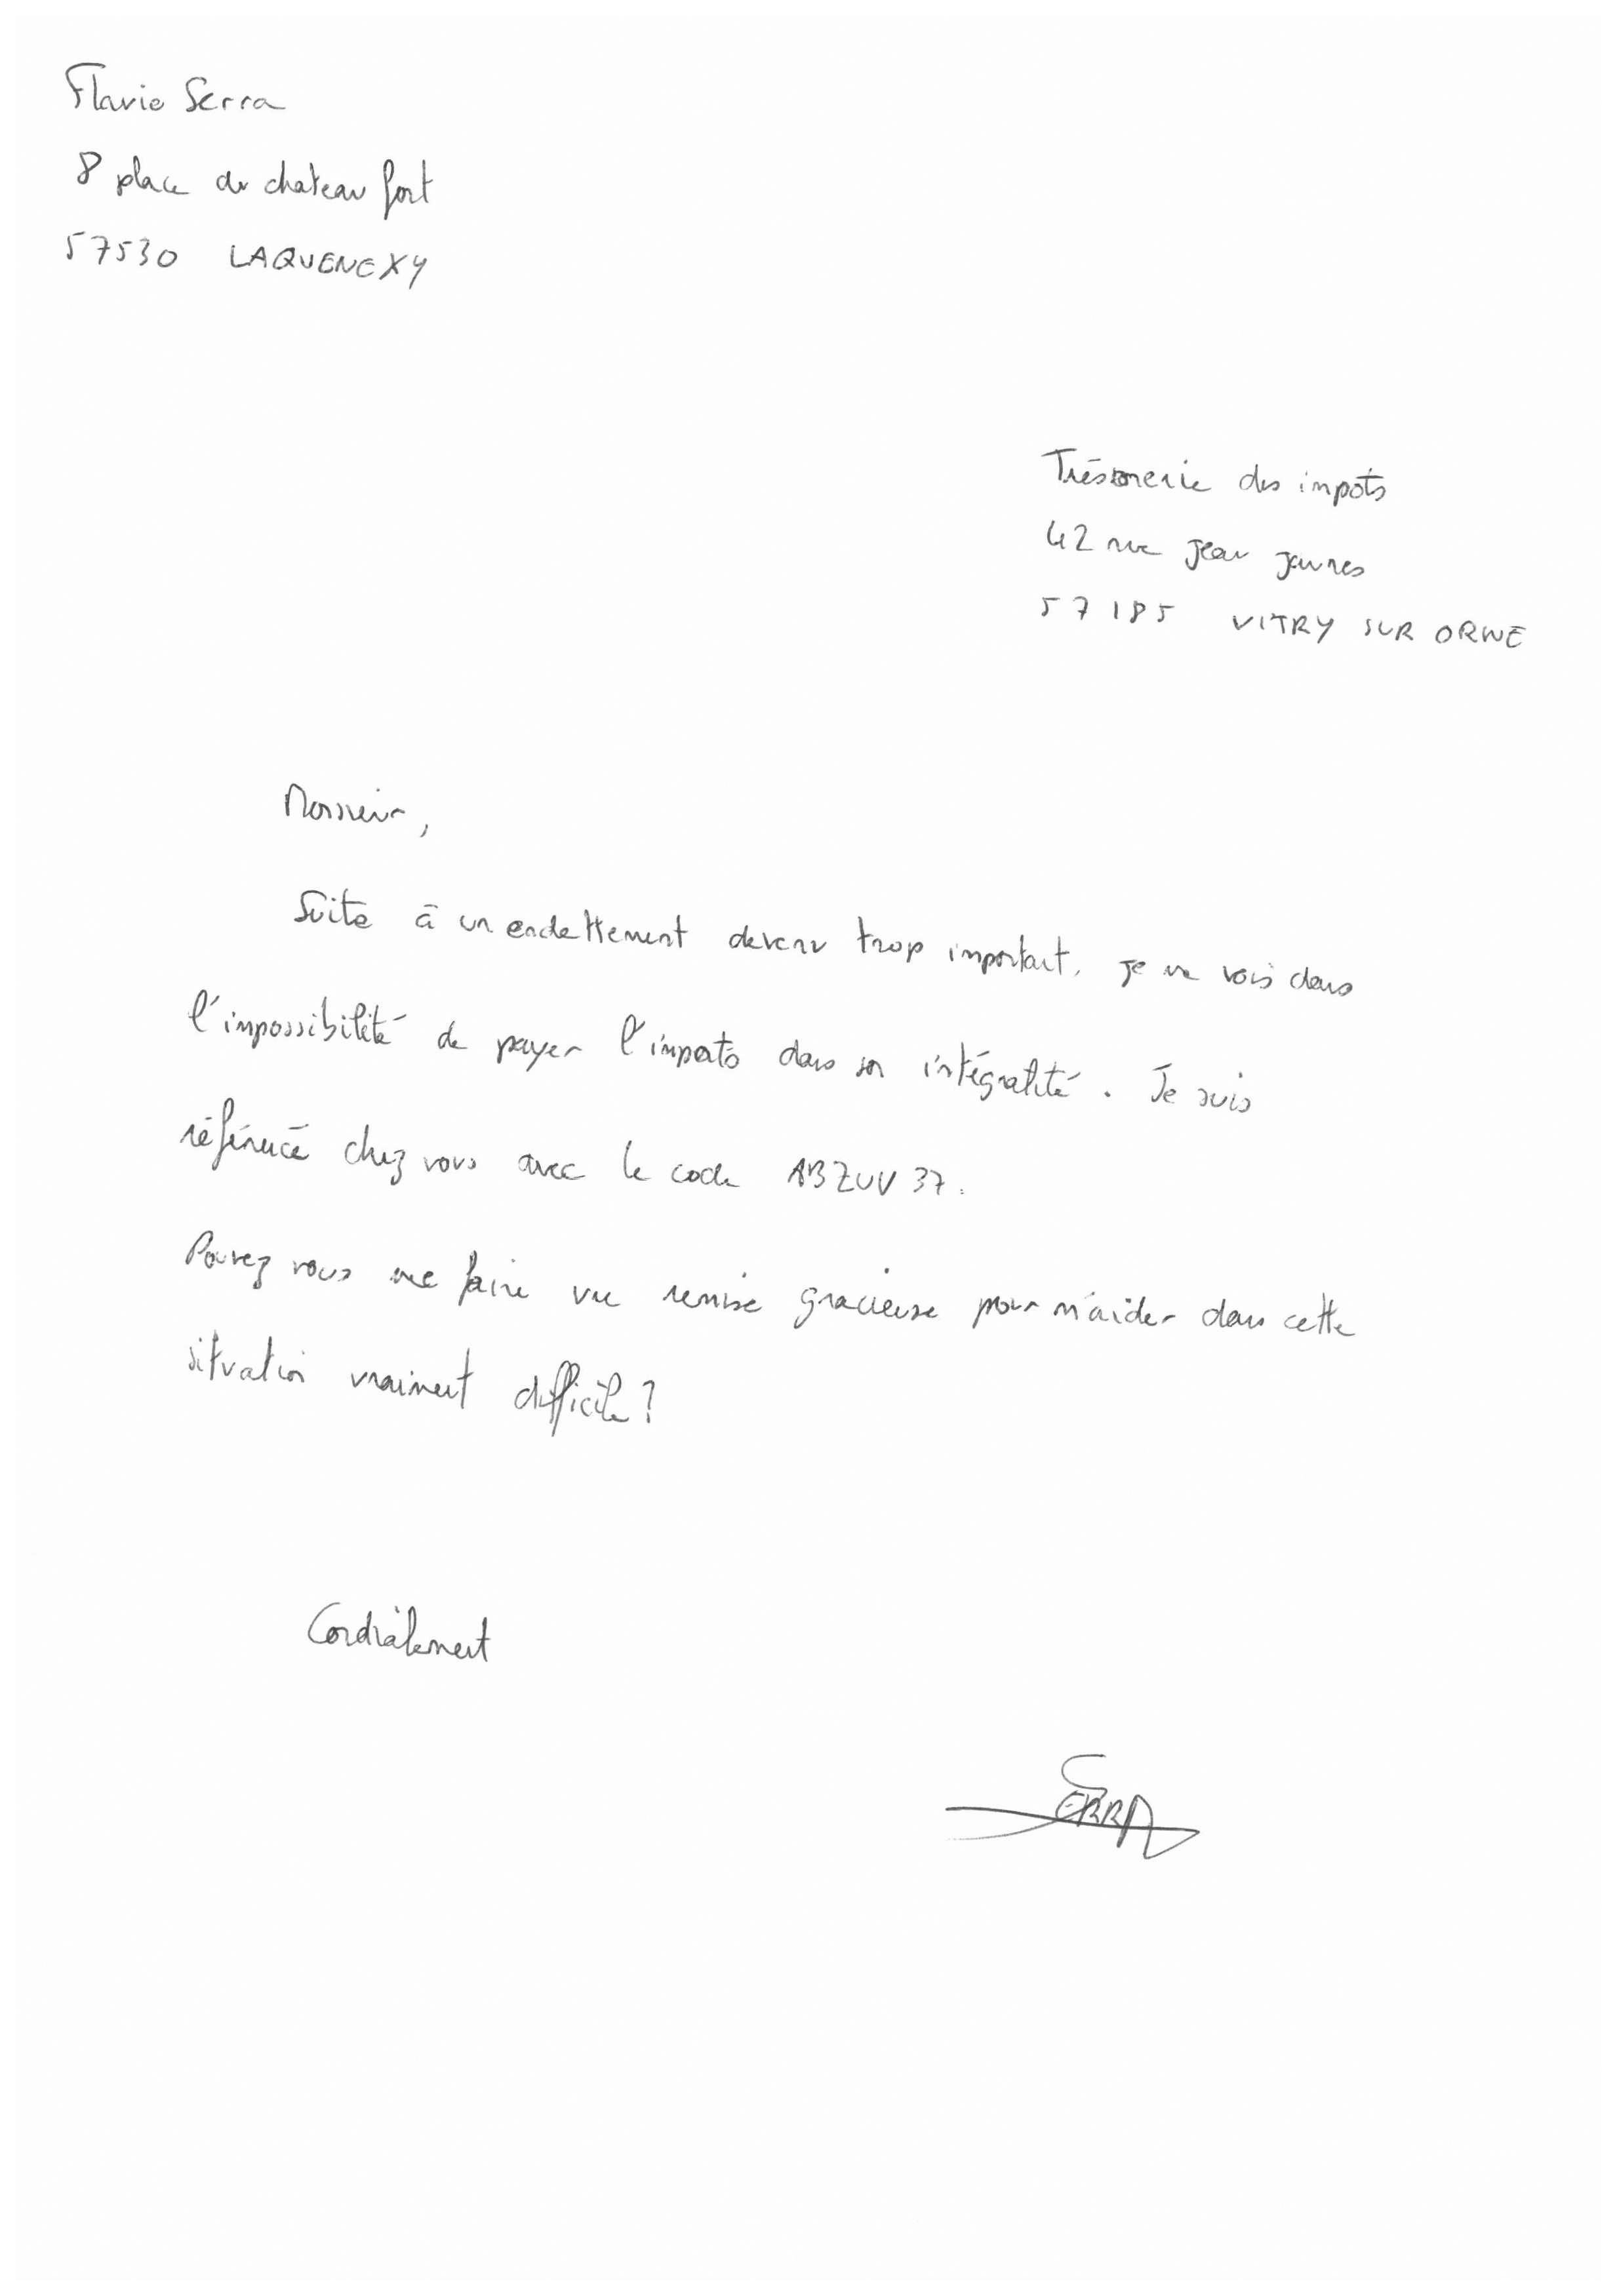 Flavie Serra
8 place du chateau fort
57530 LAQUENEXY
Trésorerie des impots
42 rue jean jaures
57185 VITRY SUR ORNE
Monsieur,
Suite à un endettement devenu trop important, je me vois dans
l'impossibilité de payer l'impots dans son intégralité. Je suis
référencé chez vous avec le code ABZUV37.
Pouvez vous me faire une remise gracieuse pour m'aider dans cette
situation vraiment difficile ?
Cordialement
SERRA